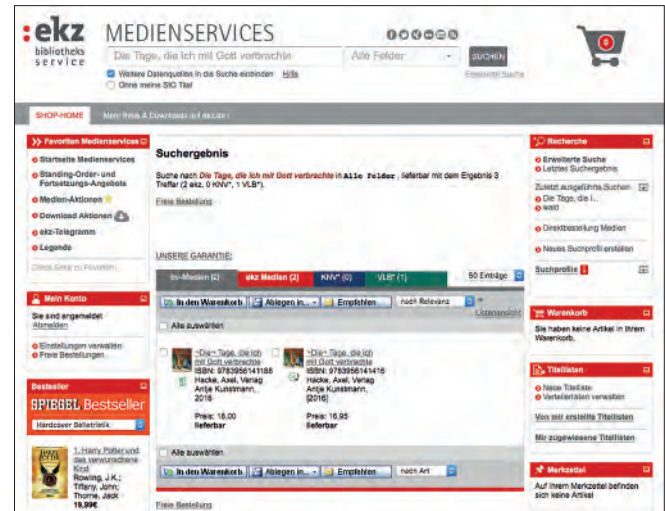 :ekz
bibliotheks
service
MEDIENSERVICES
Die Tage, die ich mit Gott verbrachte
Alle Felder
SUCHEN
0
Weitere Datenquellen in die Suche einbinden Hilfe
Ohne meine StO Titel
Erweiterte Suche
SHOP-HOME
Favoriten Medienservices
Startseite Medienservices
Standing-Order- und
Fortsetzungs-Angebote
Medien-Aktionen
Download Aktionen
ekz-Telegramm
Legende
Diese Seite zu Favoriten
Mein Konto
Sie sind angemeldet
Abmelden
Einstellungen verwalten
Freie Bestellungen
Bestseller
SPIEGEL Bestseller
Hardcover Belletristik
1. Harry Potter und
das verwunschene
Kind
Rowling, J.K.;
Tiffany, John;
Thorne, Jack
19,99€
Suchergebnis
Suche nach Die Tage, die ich mit Gott verbrachte in Alle Felder , lieferbar mit dem Ergebnis 3
Treffer (2 ekz, 0 KNV*, 1 VLB*).
Freie Bestellung
UNSERE GARANTIE:
bv-Medien (2)
ekz Medien (2)
KNV* (0)
VLB* (1)
50 Einträge
In den Warenkorb
Ablegen in...
Empfehlen
nach Relevanz
Listenansicht
Alle auswählen
¬Die¬ Tage, die ich
mit Gott verbrachte
ISBN: 9783956141188
Hacke, Axel, Verlag
Antje Kunstmann,
2016
Preis: 18,00
lieferbar
¬Die¬ Tage, die ich
mit Gott verbrachte
ISBN: 9783956141416
Hacke, Axel, Verlag
Antje Kunstmann,
[2016]
Preis: 16,95
lieferbar
Alle auswählen
In den Warenkorb
Ablegen in...
Empfehlen
nach Art
Freie Bestellung
Recherche
Erweiterte Suche
Letztes Suchergebnis
Zuletzt ausgeführte Suchen
Die Tage, die i...
wald
Direktbestellung Medien
Neues Suchprofil erstellen
Suchprofile
Warenkorb
Sie haben keine Artikel in Ihrem
Warenkorb.
Titellisten
Neue Titelliste
Verteilerlisten verwalten
Von mir erstellte Titellisten
Mir zugewiesene Titellisten
Merkzettel
Auf Ihrem Merkzettel befinden
sich keine Artikel